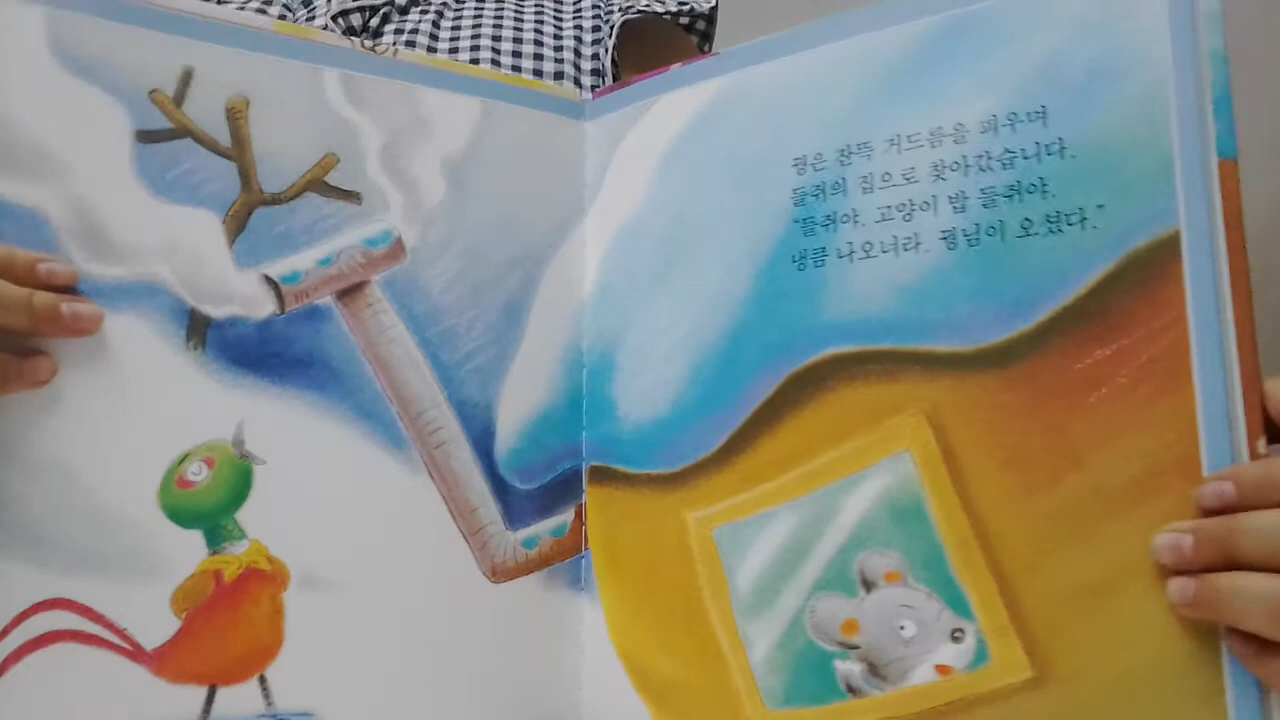 꿩은 잔뜩 거드름을 피우며
들쥐의 집으로 찾아갔습니다.
"들쥐야. 고양이 밥 들쥐야.
냉큼 나오너라. 꿩님이 오셨다."